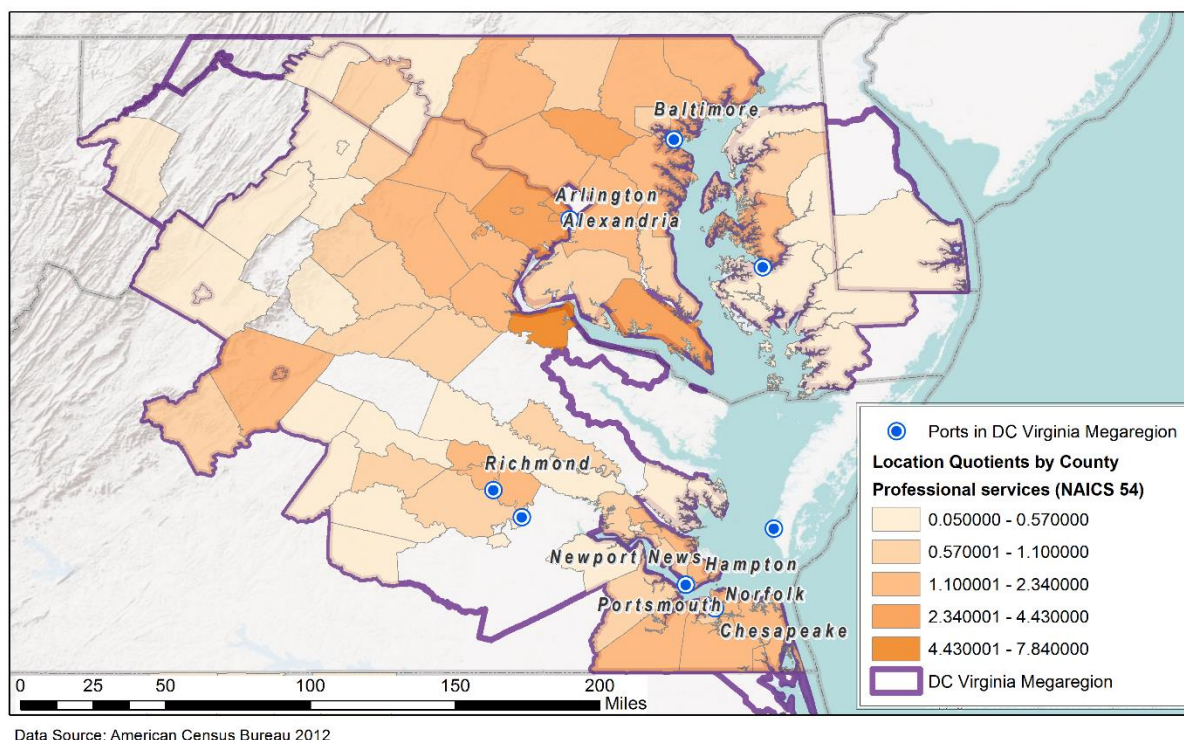 Baltimore
Arlington
Alexandria
Richmond
Newport News
Hampton
Portsmouth
Norfolk
Chesapeake
Ports in DC Virginia Megaregion
Location Quotients by County
Professional services (NAICS 54)
0.050000 - 0.570000
0.570001 - 1.100000
1.100001 - 2.340000
2.340001 - 4.430000
4.430001 - 7.840000
DC Virginia Megaregion
0 25 50 100 150 200
Miles
Data Source: American Census Bureau 2012